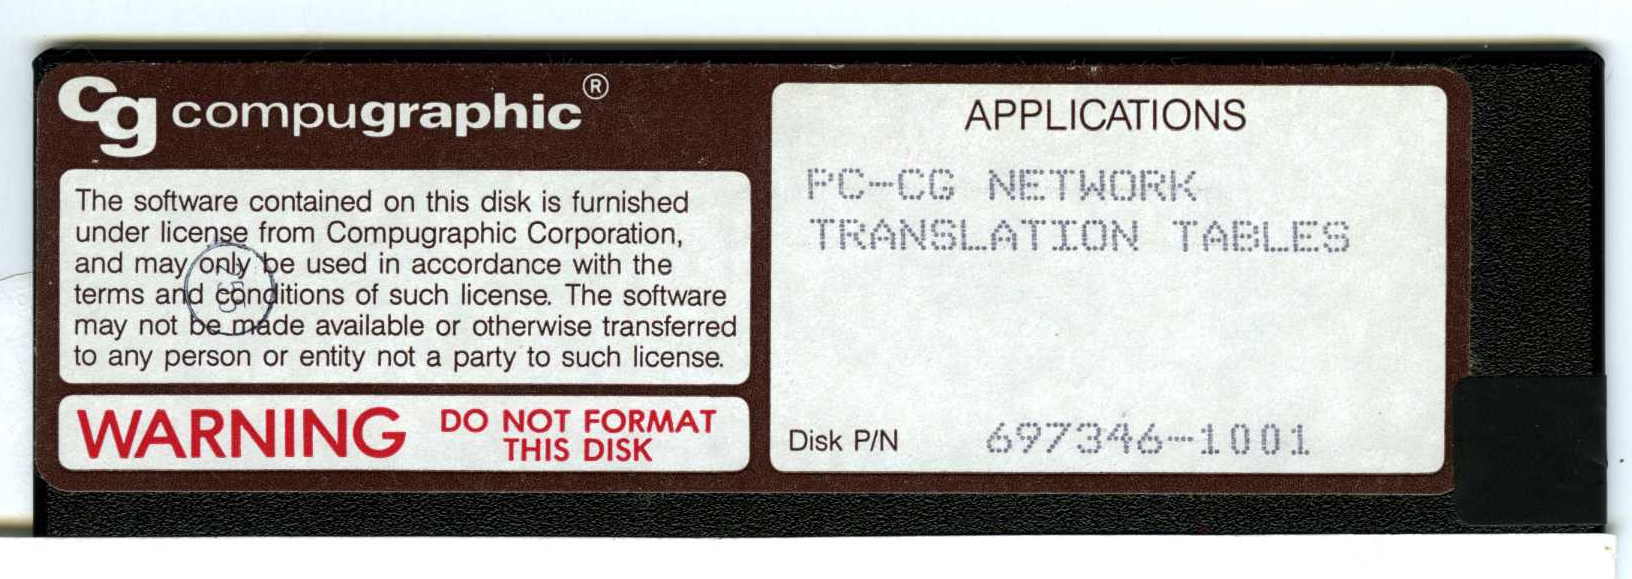 cg compugraphic®
The software contained on this disk is furnished
under license from Compugraphic Corporation,
and may only be used in accordance with the
terms and conditions of such license. The software
may not be made available or otherwise transferred
to any person or entity not a party to such license.
WARNING DO NOT FORMAT
THIS DISK
APPLICATIONS
PC-CG NETWORK
TRANSLATION TABLES
Disk P/N 697346-1001